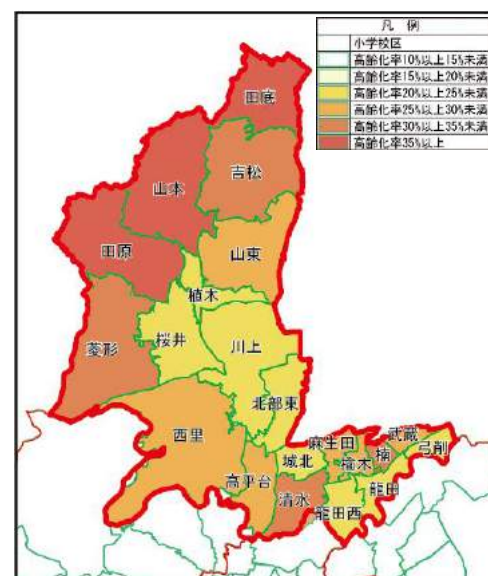 凡 例
小学校区
高齢化率10%以上15%未満
高齢化率15%以上20%未満
高齢化率20%以上25%未満
高齢化率25%以上30%未満
高齢化率30%以上35%未満
高齢化率35%以上
田底
山本
吉松
田原
山東
植木
桜井
川上
菱形
北部東
西里
麻生田
武蔵
弓削
楠
楡木
城北
高平台
龍田
清水
龍田西